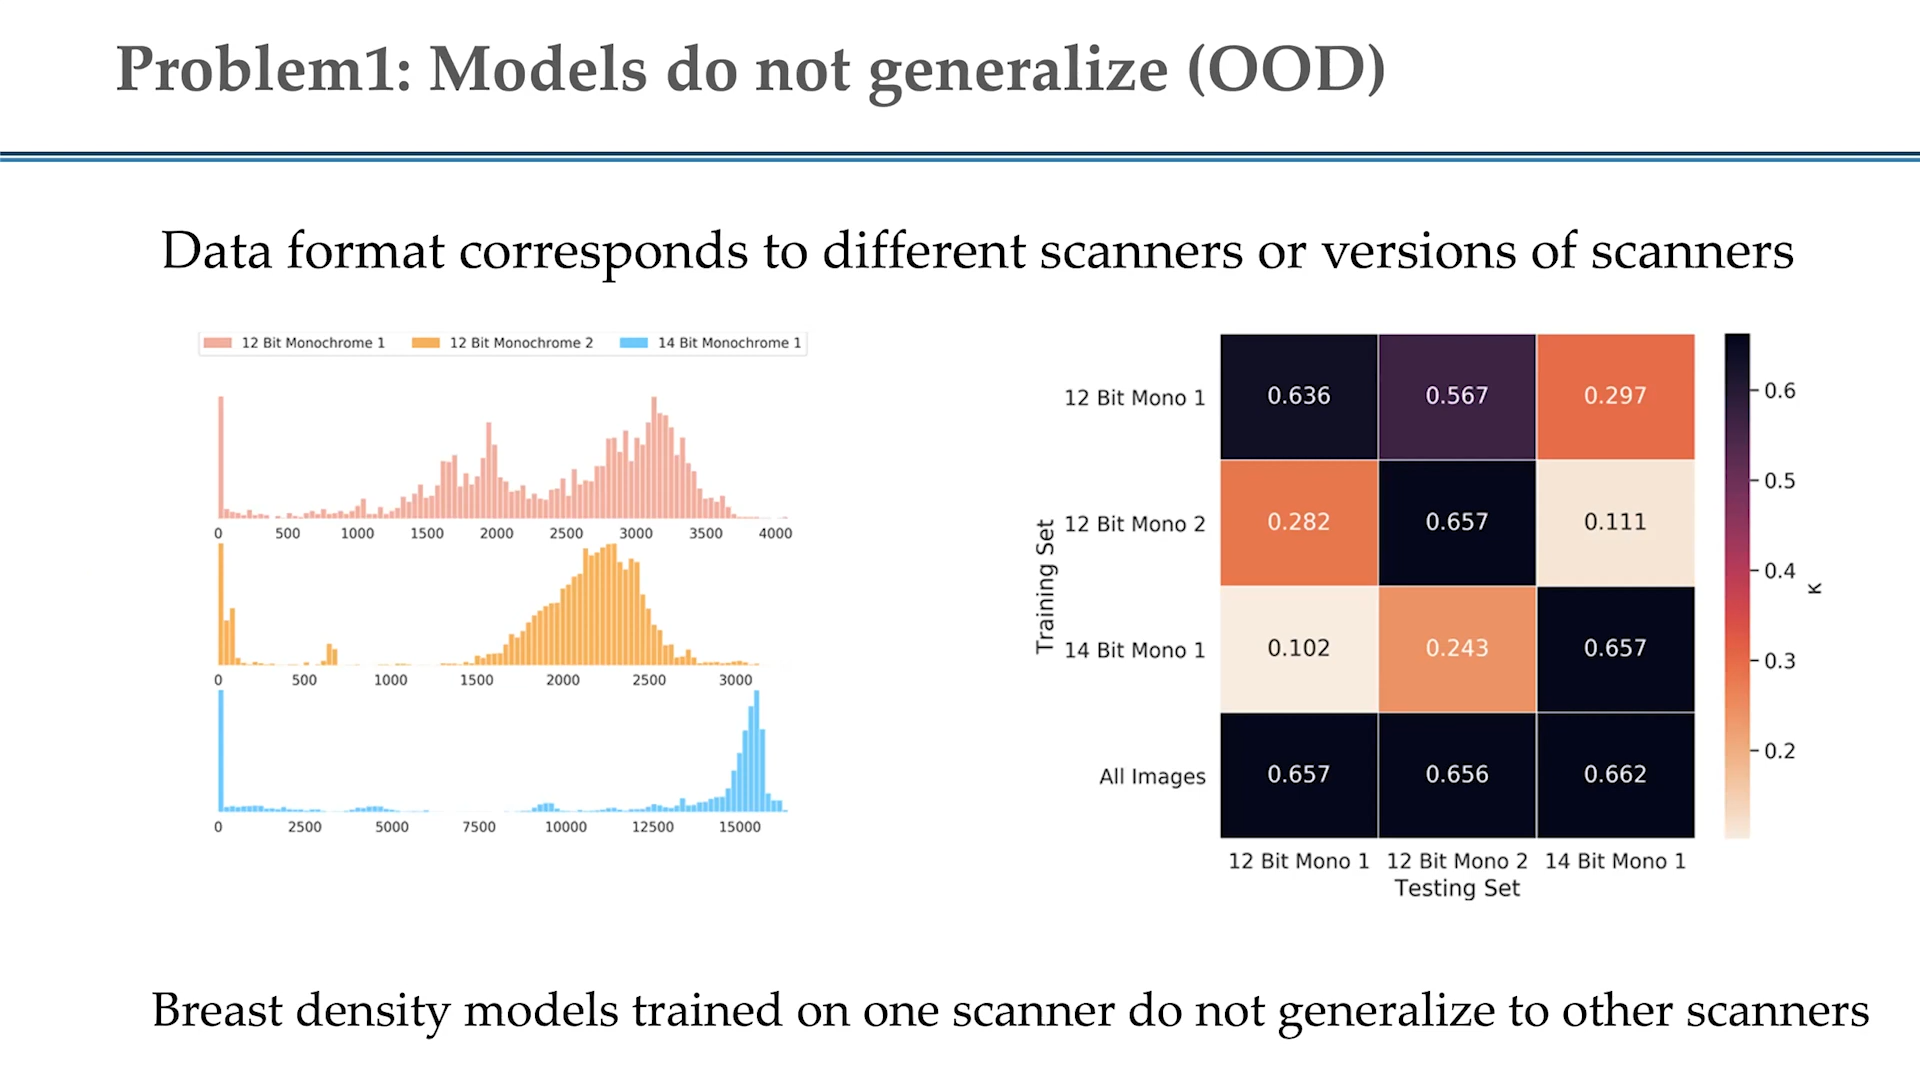 Problem1: Models do not generalize (OOD)
Data format corresponds to different scanners or versions of scanners
12 Bit Monochrome 1 12 Bit Monochrome 2 14 Bit Monochrome 1
0 500 1000 1500 2000 2500 3000 3500 4000
0 500 1000 1500 2000 2500 3000
0 2500 5000 7500 10000 12500 15000
Training Set
12 Bit Mono 1 0.636 0.567 0.297
12 Bit Mono 2 0.282 0.657 0.111
14 Bit Mono 1 0.102 0.243 0.657
All Images 0.657 0.656 0.662
12 Bit Mono 1 12 Bit Mono 2 14 Bit Mono 1
Testing Set
0.6
0.5
0.4
0.3
0.2
κ
Breast density models trained on one scanner do not generalize to other scanners